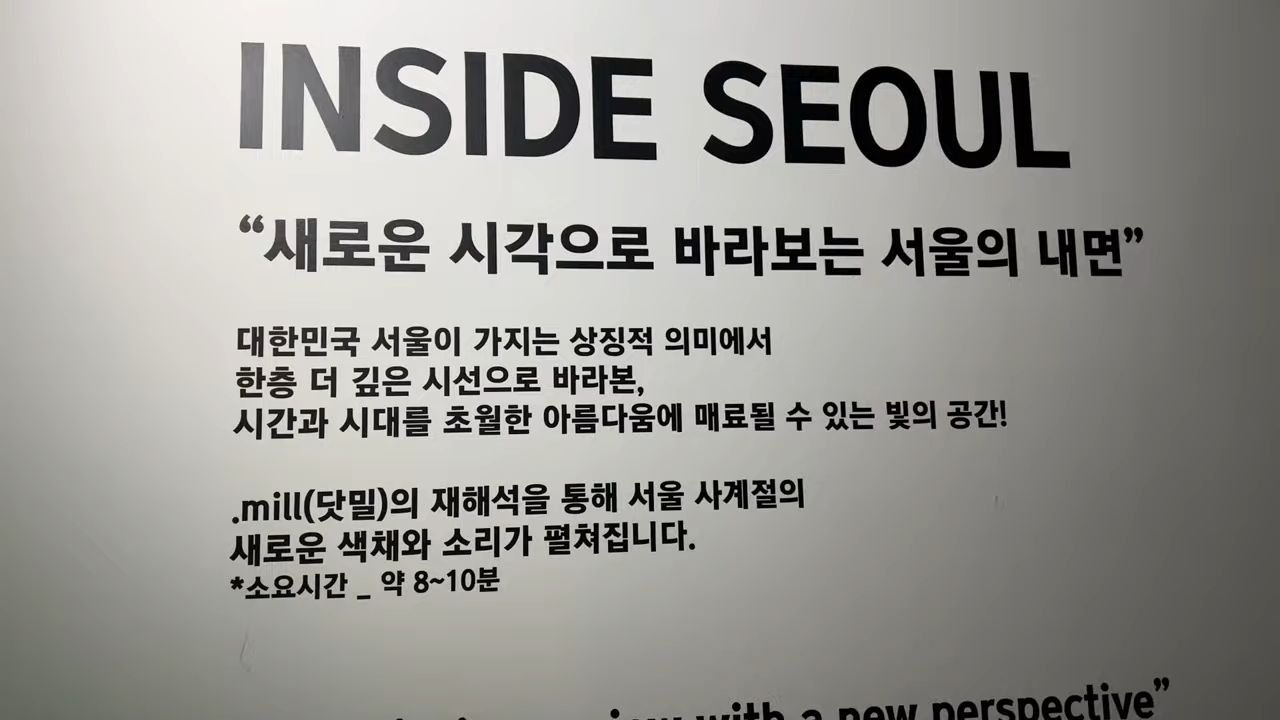 INSIDE SEOUL
“새로운 시각으로 바라보는 서울의 내면”
대한민국 서울이 가지는 상징적 의미에서
한층 더 깊은 시선으로 바라본,
시간과 시대를 초월한 아름다움에 매료될 수 있는 빛의 공간!
.mill(닷밀)의 재해석을 통해 서울 사계절의
새로운 색채와 소리가 펼쳐집니다.
*소요시간 _ 약 8~10분
view with a new perspective”